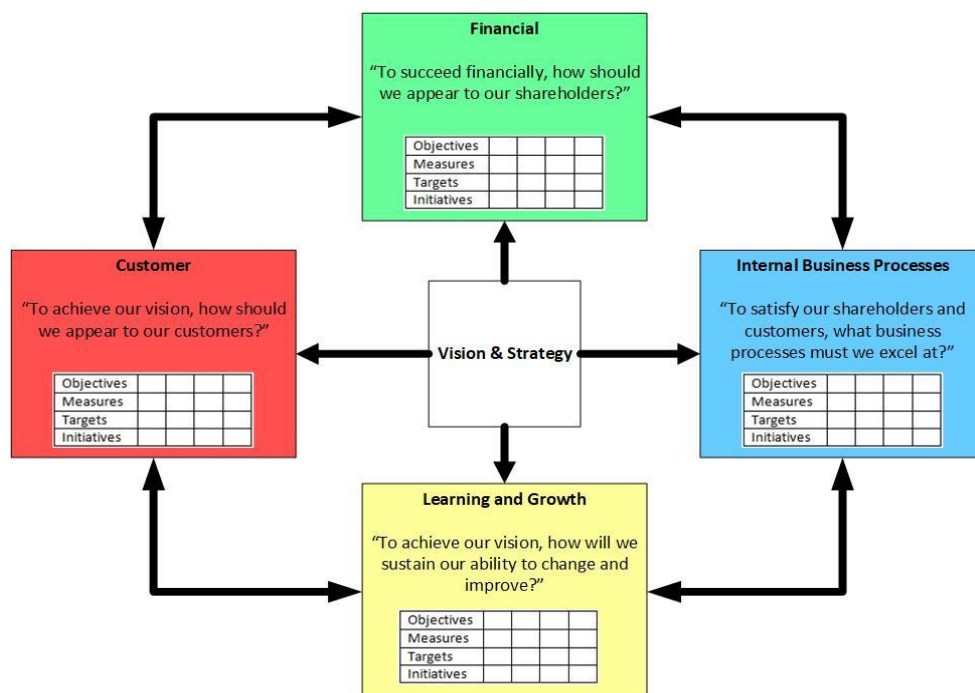 Financial
“To succeed financially, how should
we appear to our shareholders?”
Objectives
Measures
Targets
Initiatives
Customer
“To achieve our vision, how should
we appear to our customers?”
Objectives
Measures
Targets
Initiatives
Vision & Strategy
Internal Business Processes
“To satisfy our shareholders and
customers, what business
processes must we excel at?”
Objectives
Measures
Targets
Initiatives
Learning and Growth
“To achieve our vision, how will we
sustain our ability to change and
improve?”
Objectives
Measures
Targets
Initiatives